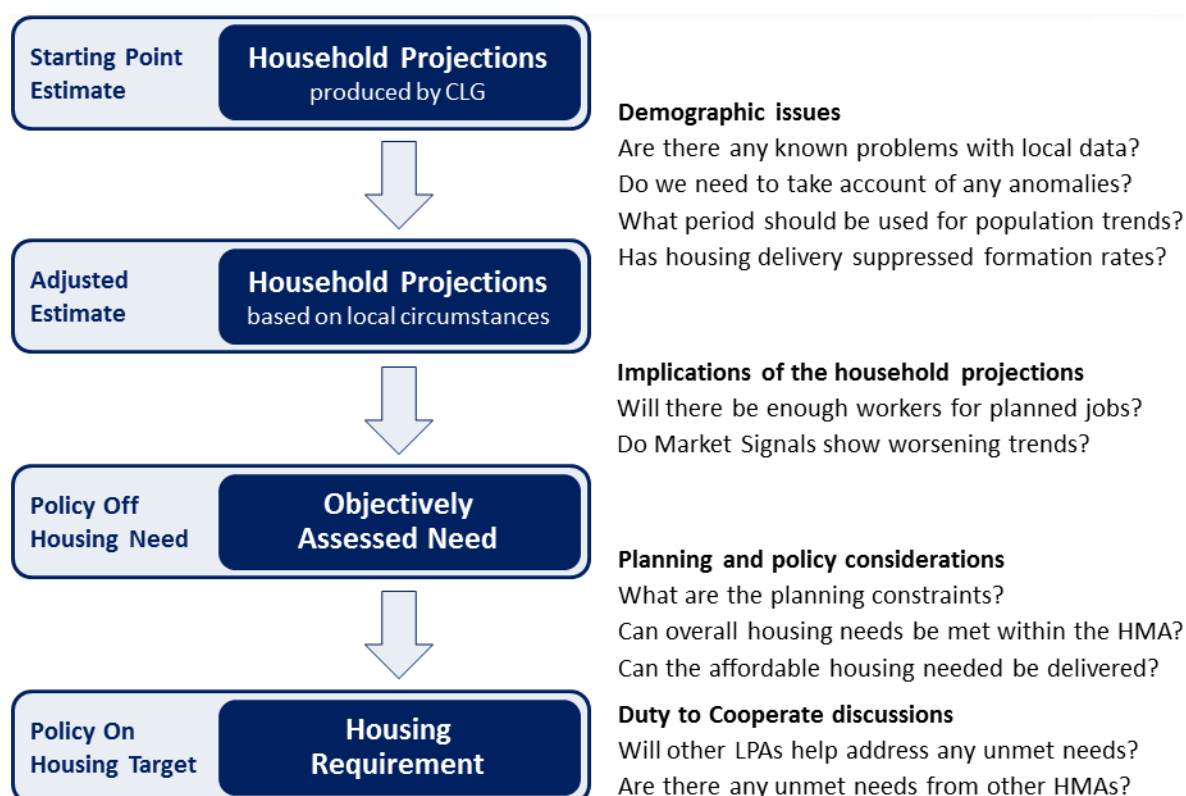 Starting Point
Estimate
Household Projections
produced by CLG
Demographic issues
Are there any known problems with local data?
Do we need to take account of any anomalies?
What period should be used for population trends?
Has housing delivery suppressed formation rates?
Adjusted
Estimate
Household Projections
based on local circumstances
Implications of the household projections
Will there be enough workers for planned jobs?
Do Market Signals show worsening trends?
Policy Off
Housing Need
Objectively
Assessed Need
Planning and policy considerations
What are the planning constraints?
Can overall housing needs be met within the HMA?
Can the affordable housing needed be delivered?
Policy On
Housing Target
Housing
Requirement
Duty to Cooperate discussions
Will other LPAs help address any unmet needs?
Are there any unmet needs from other HMAs?